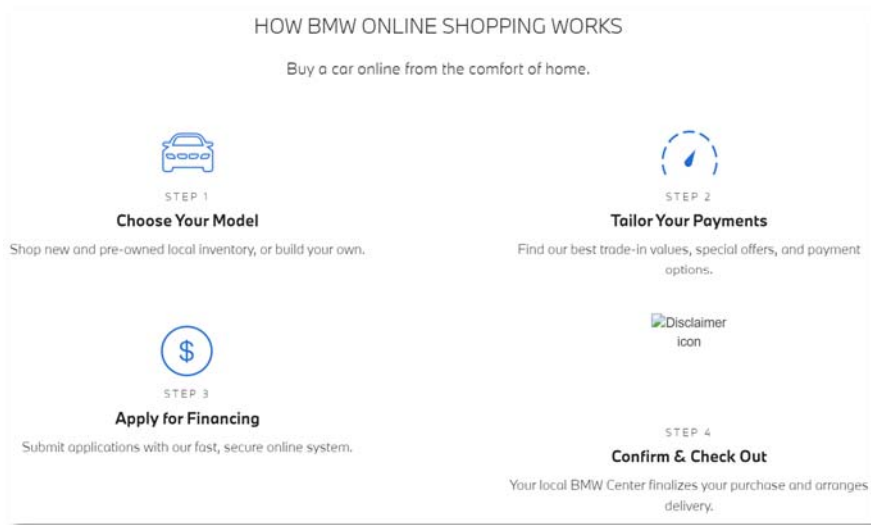 HOW BMW ONLINE SHOPPING WORKS
Buy a car online from the comfort of home.
STEP 1
Choose Your Model
Shop new and pre-owned local inventory, or build your own.
STEP 2
Tailor Your Payments
Find our best trade-in values, special offers, and payment
options.
$
STEP 3
Apply for Financing
Submit applications with our fast, secure online system.
Disclaimer
icon
STEP 4
Confirm & Check Out
Your local BMW Center finalizes your purchase and arranges
delivery.